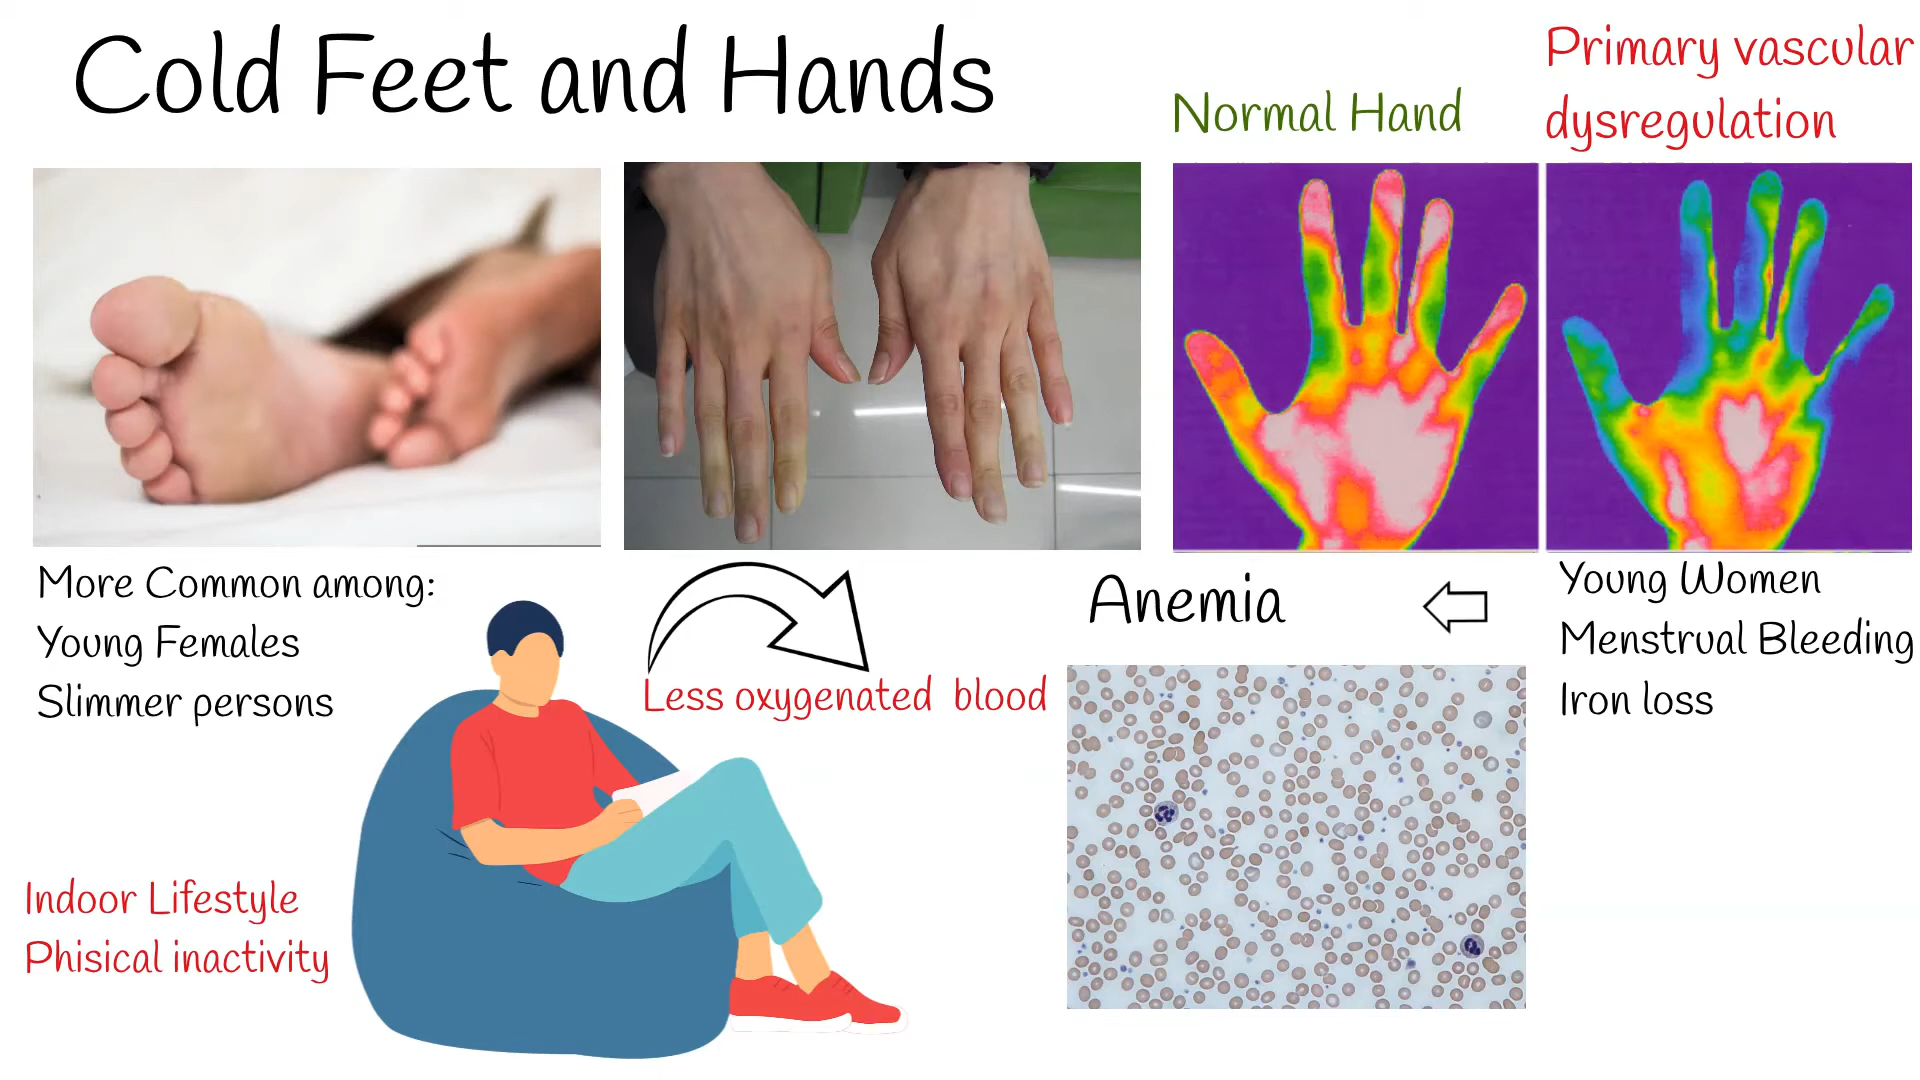 Cold Feet and Hands
Normal Hand
Primary vascular
dysregulation
More Common among:
Young Females
Slimmer persons
Less oxygenated blood
Anemia
Young Women
Menstrual Bleeding
Iron loss
Indoor Lifestyle
Phisical inactivity